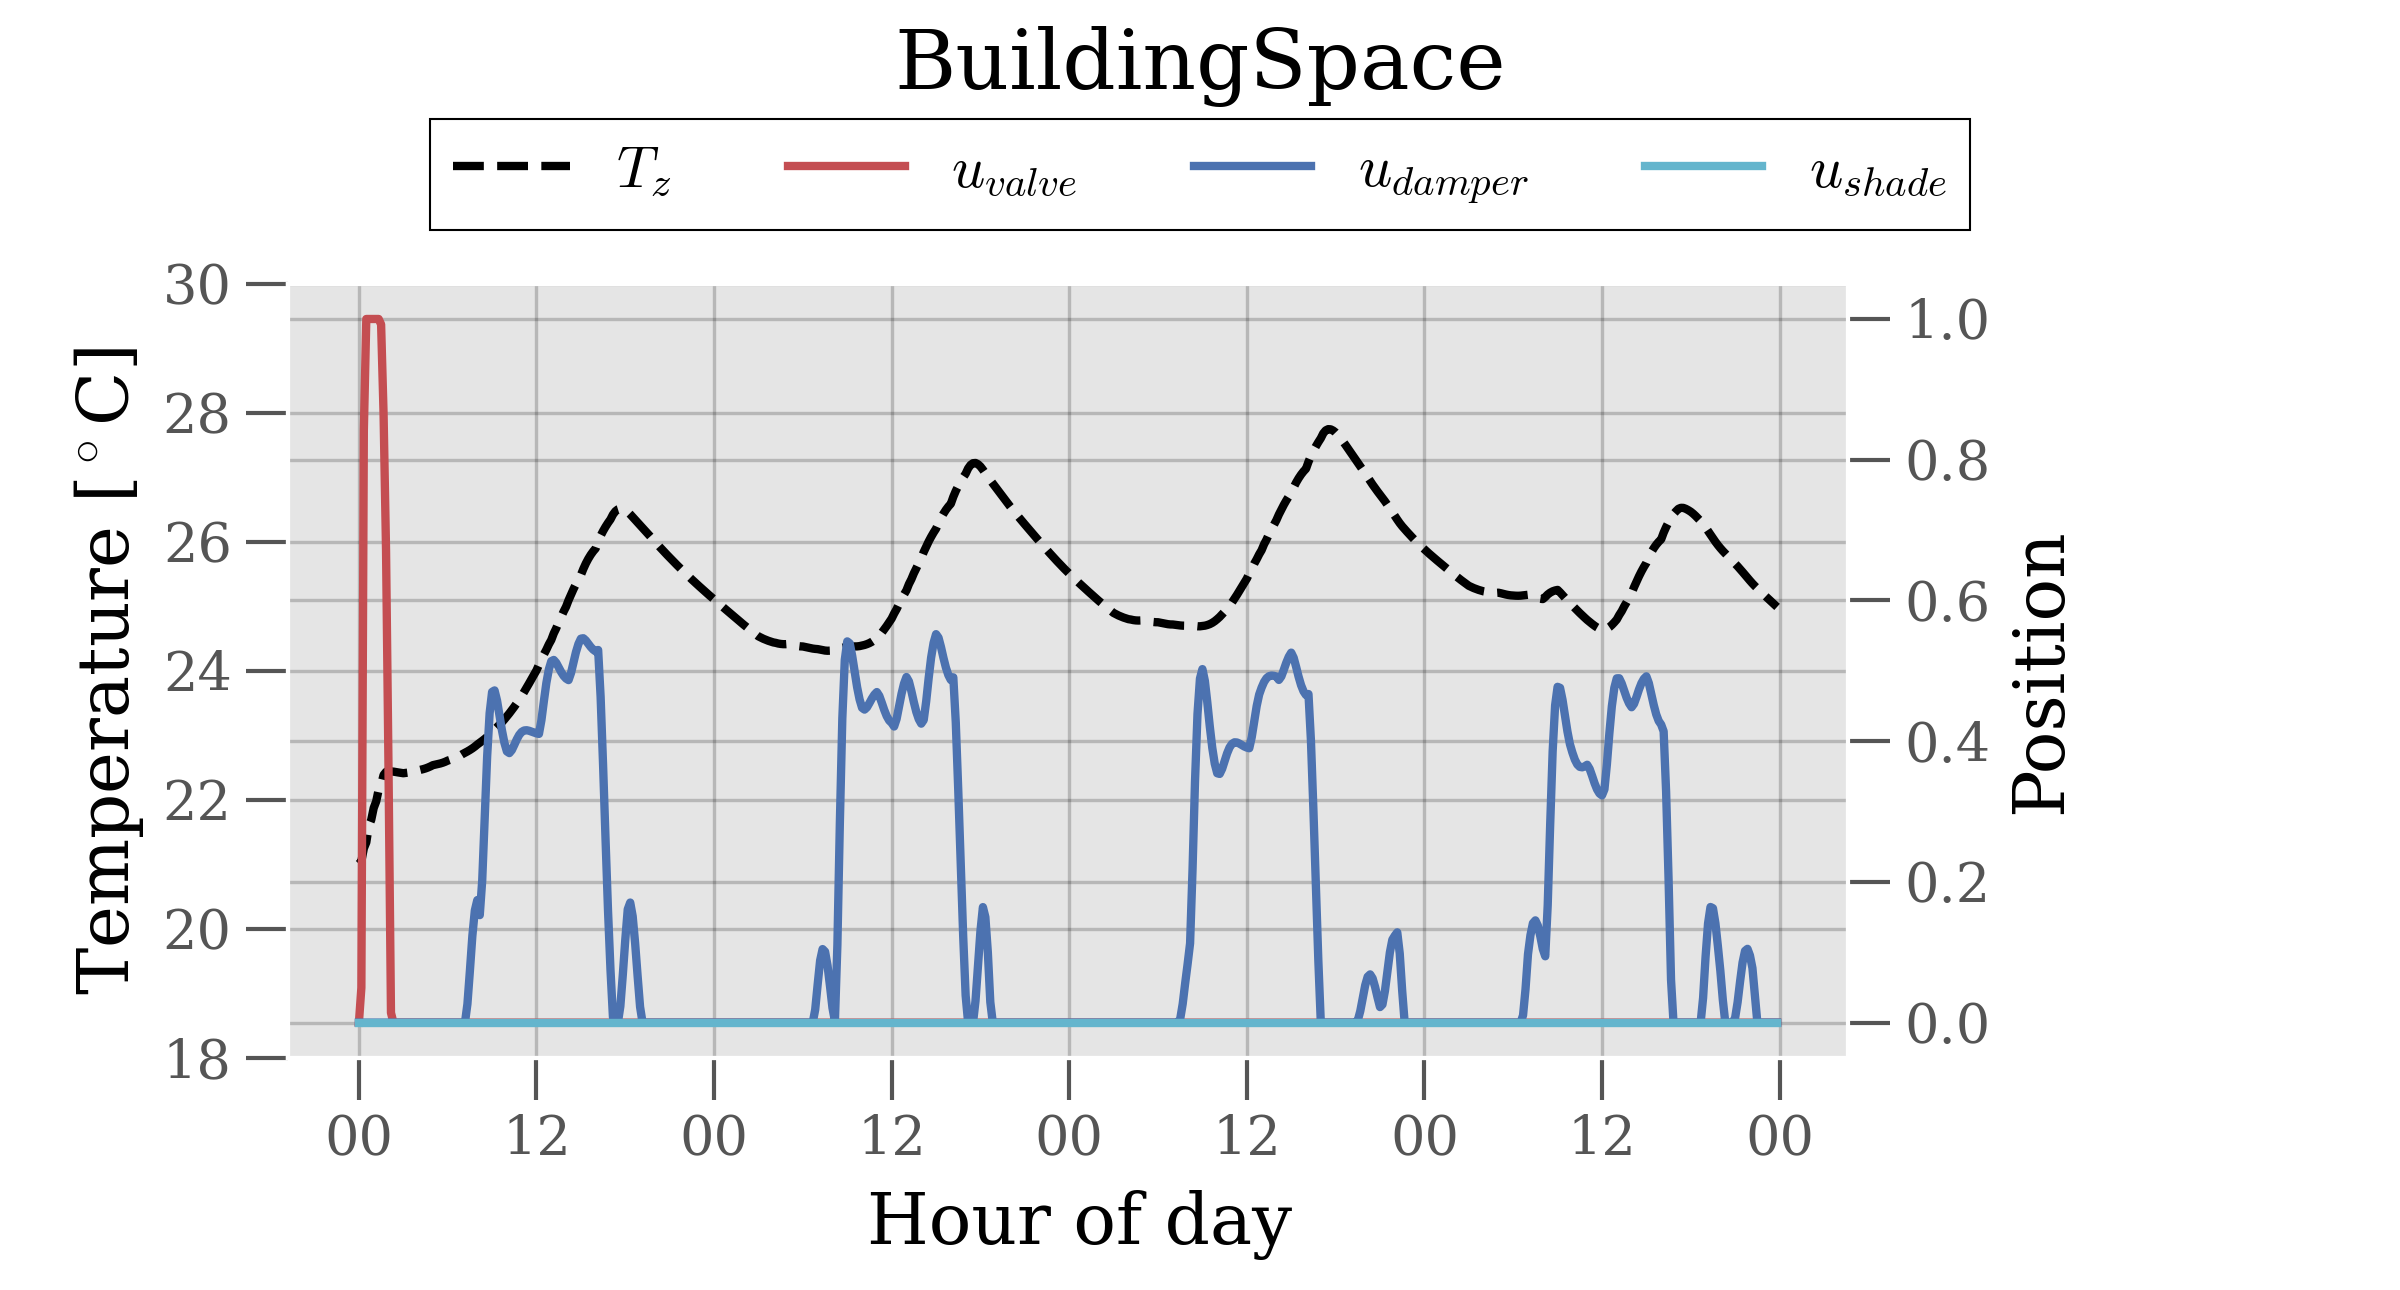 BuildingSpace
T_z u_valve u_damper u_shade
Temperature [°C]
30
28
26
24
22
20
18
1.0
0.8
0.6
0.4
0.2
0.0
Position
00 12 00 12 00 12 00 12 00
Hour of day